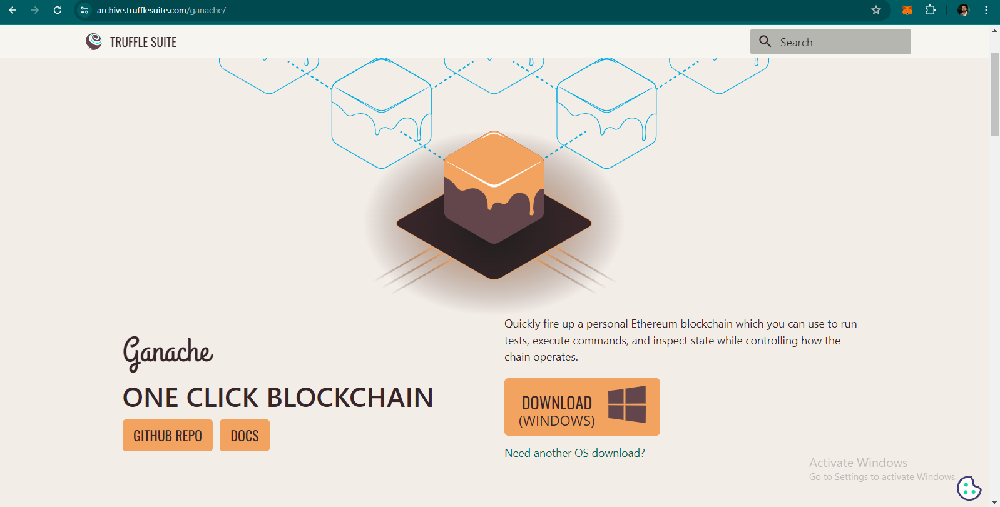 archive.trufflesuite.com/ganache/
TRUFFLE SUITE
Search
Quickly fire up a personal Ethereum blockchain which you can use to run
tests, execute commands, and inspect state while controlling how the
chain operates.
Ganache
ONE CLICK BLOCKCHAIN
GITHUB REPO
DOCS
DOWNLOAD
(WINDOWS)
Need another OS download?
Activate Windows
Go to Settings to activate Windows.